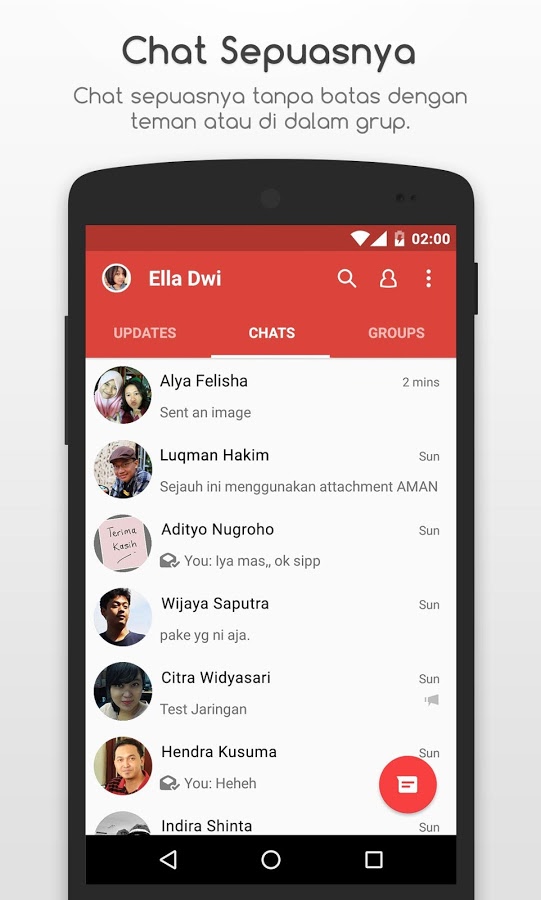 Chat Sepuasnya
Chat sepuasnya tanpa batas dengan
teman atau di dalam grup.
02:00
Ella Dwi
UPDATES CHATS GROUPS
Alya Felisha 2 mins
Sent an image
Luqman Hakim Sun
Sejauh ini menggunakan attachment AMAN
Terima
Kasih
Adityo Nugroho Sun
You: Iya mas,, ok sipp
Wijaya Saputra Sun
pake yg ni aja.
Citra Widyasari Sun
Test Jaringan
Hendra Kusuma Sun
You: Heheh
Indira Shinta Sun